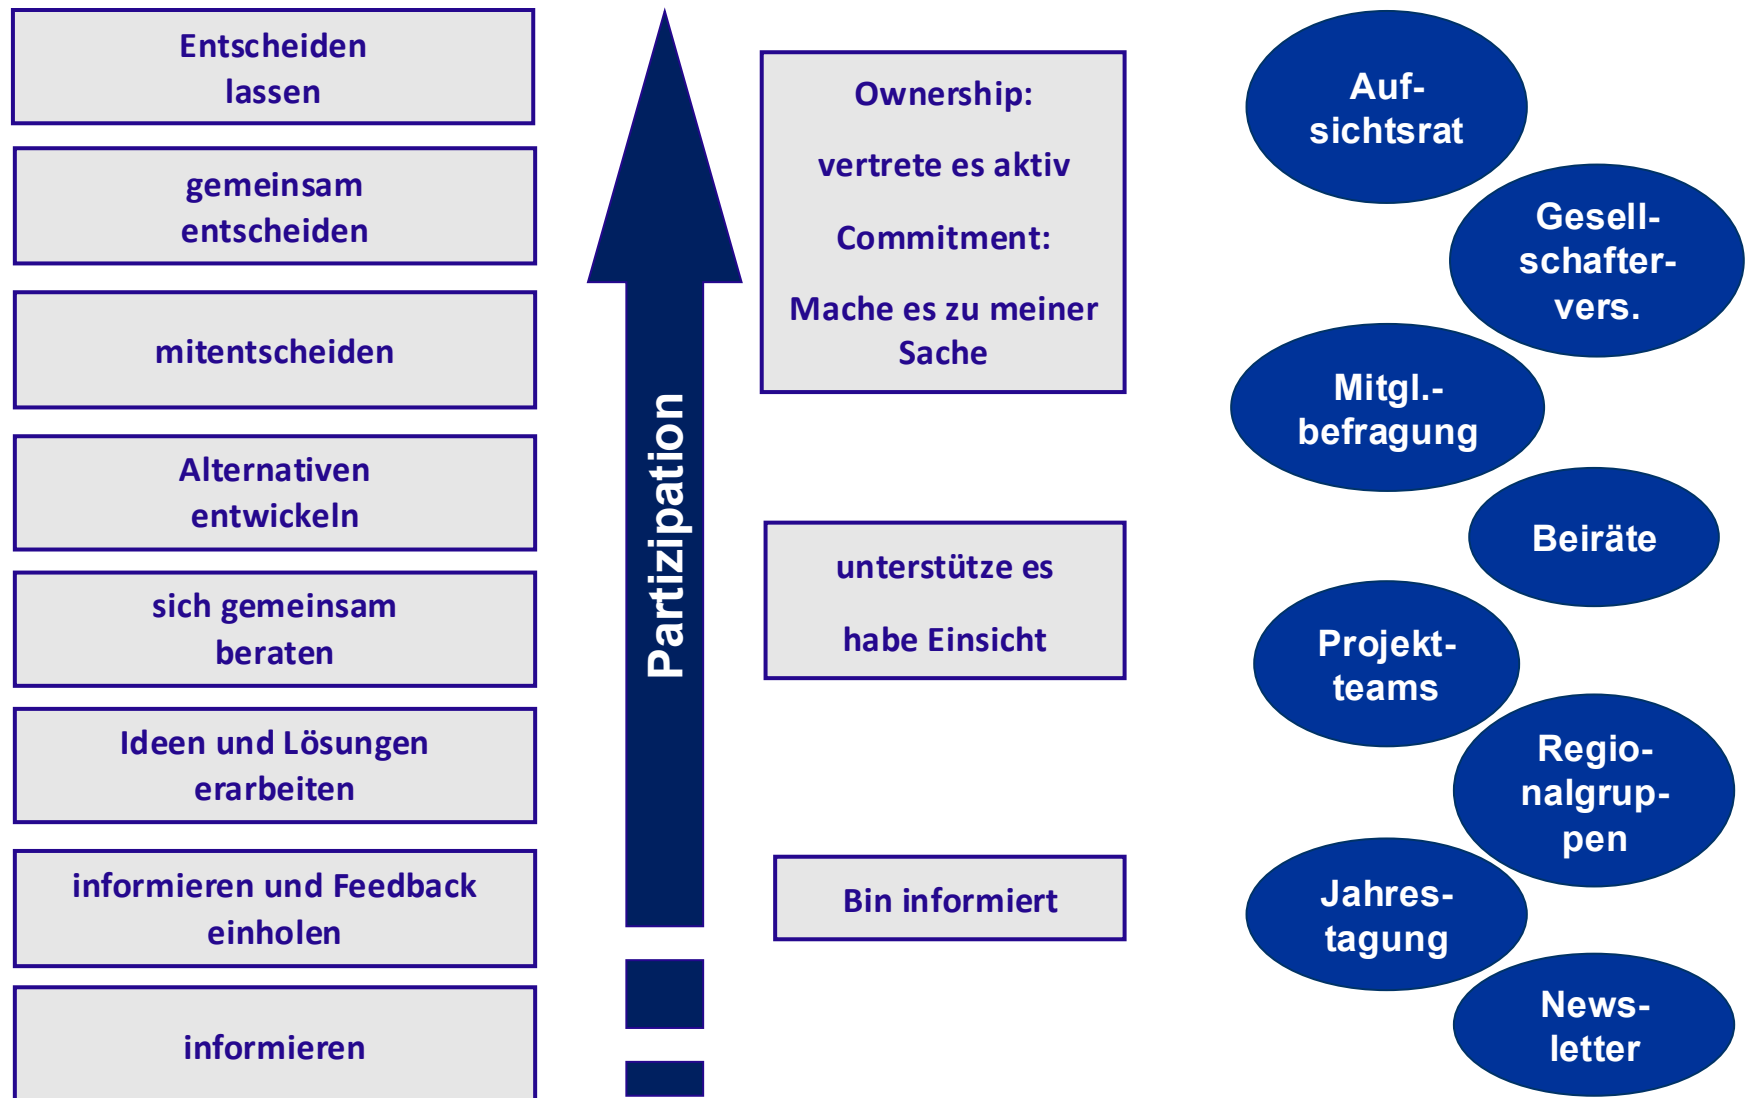 Entscheiden
lassen
gemeinsam
entscheiden
mitentscheiden
Alternativen
entwickeln
sich gemeinsam
beraten
Ideen und Lösungen
erarbeiten
informieren und Feedback
einholen
informieren
Partizipation
Ownership:
vertrete es aktiv
Commitment:
Mache es zu meiner
Sache
unterstütze es
habe Einsicht
Bin informiert
Auf-
sichtsrat
Gesell-
schafter-
vers.
Mitgl.-
befragung
Beiräte
Projekt-
teams
Regio-
nalgrup-
pen
Jahres-
tagung
News-
letter